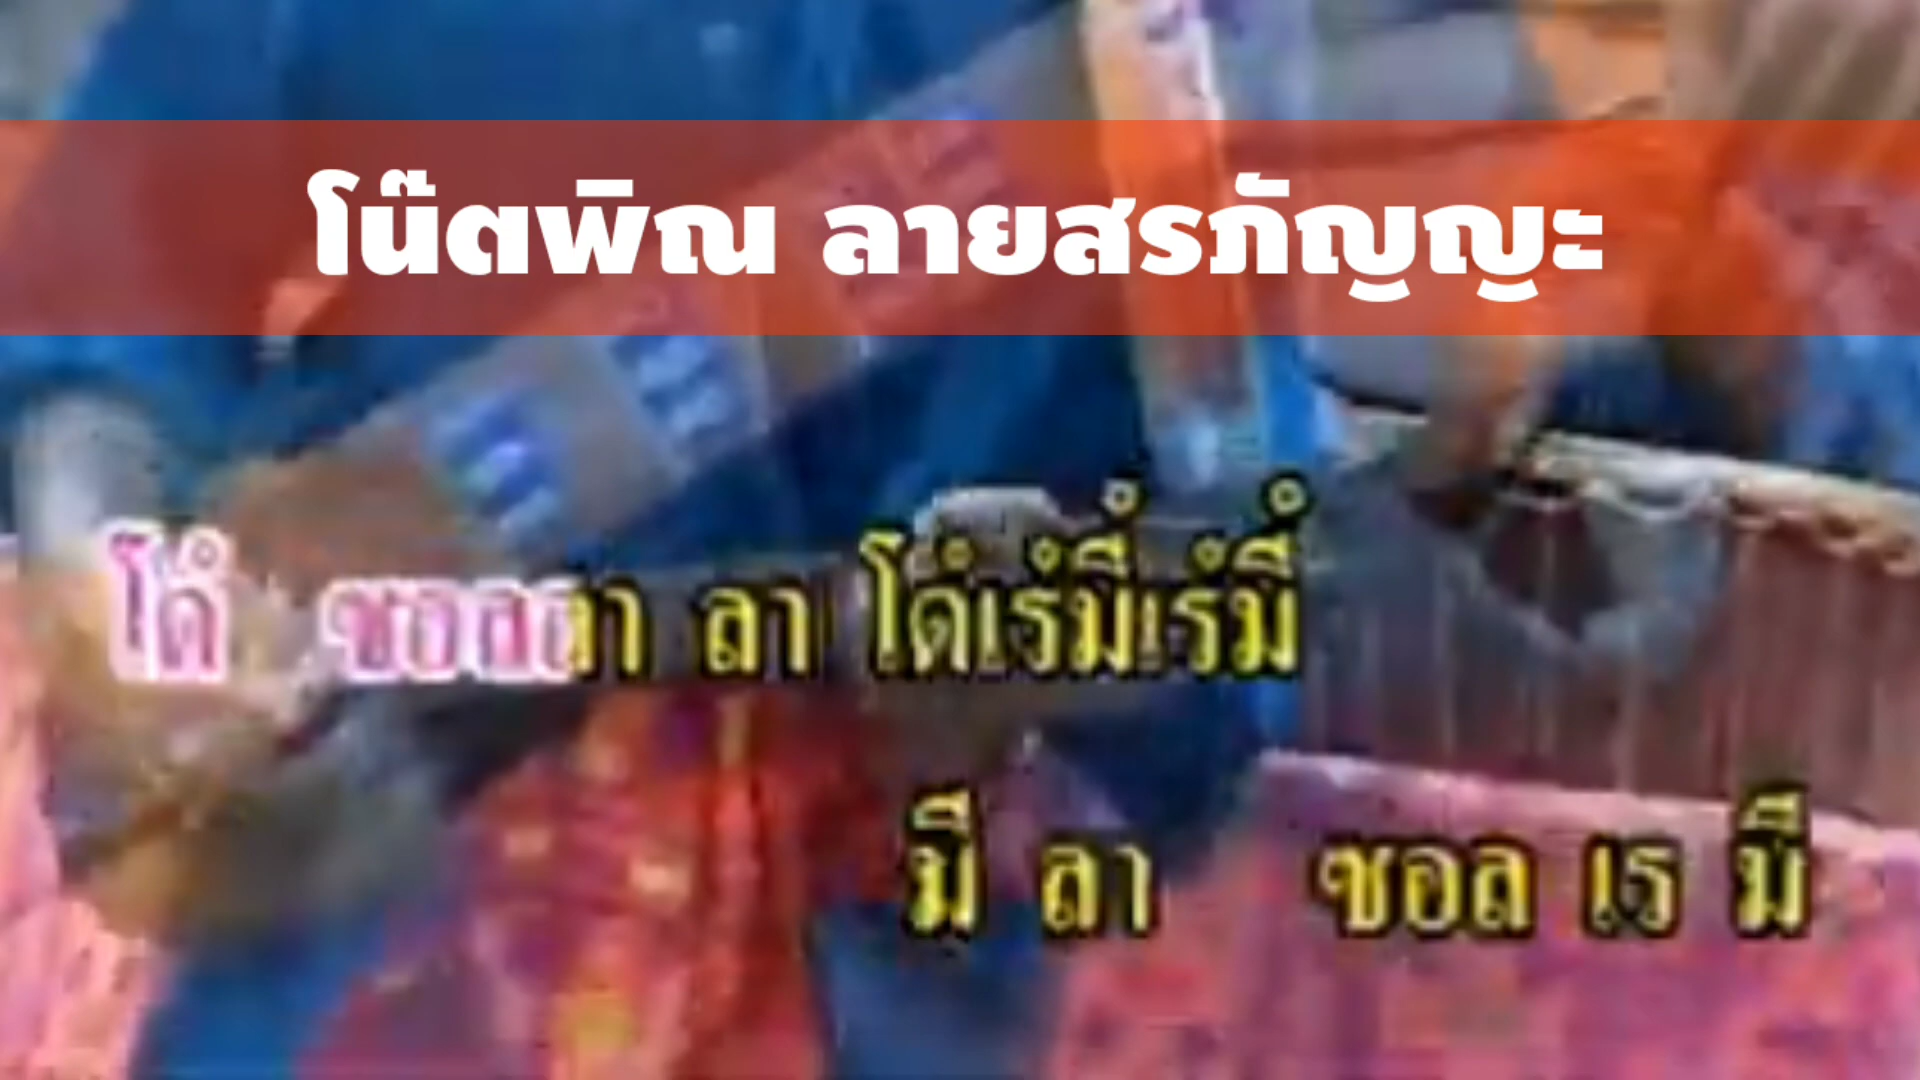 โน๊ตพิณ ลายสรภัญญะ
โดํ ซอลลา ลา โดํเรํมีํเรํมีํ
มี ลา ซอล เร มี